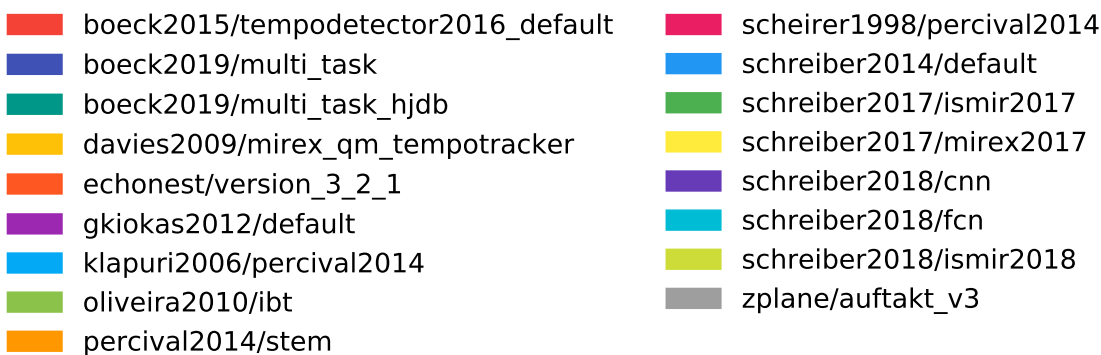 boeck2015/tempodetector2016_default
boeck2019/multi_task
boeck2019/multi_task_hjdb
davies2009/mirex_qm_tempotracker
echonest/version_3_2_1
gkiokas2012/default
klapuri2006/percival2014
oliveira2010/ibt
percival2014/stem
scheirer1998/percival2014
schreiber2014/default
schreiber2017/ismir2017
schreiber2017/mirex2017
schreiber2018/cnn
schreiber2018/fcn
schreiber2018/ismir2018
zplane/auftakt_v3